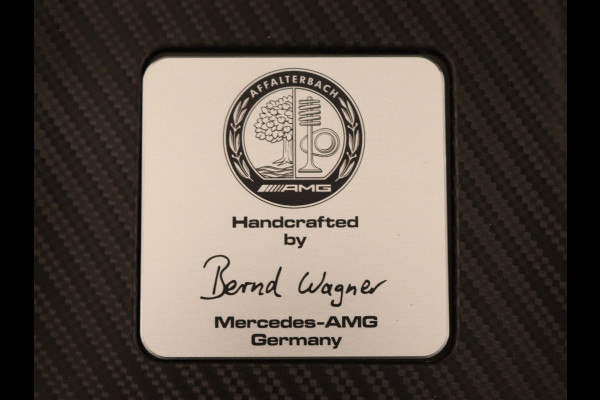 AFFALTERBACH
AMG
Handcrafted
by
Bernd Wagner
Mercedes-AMG
Germany